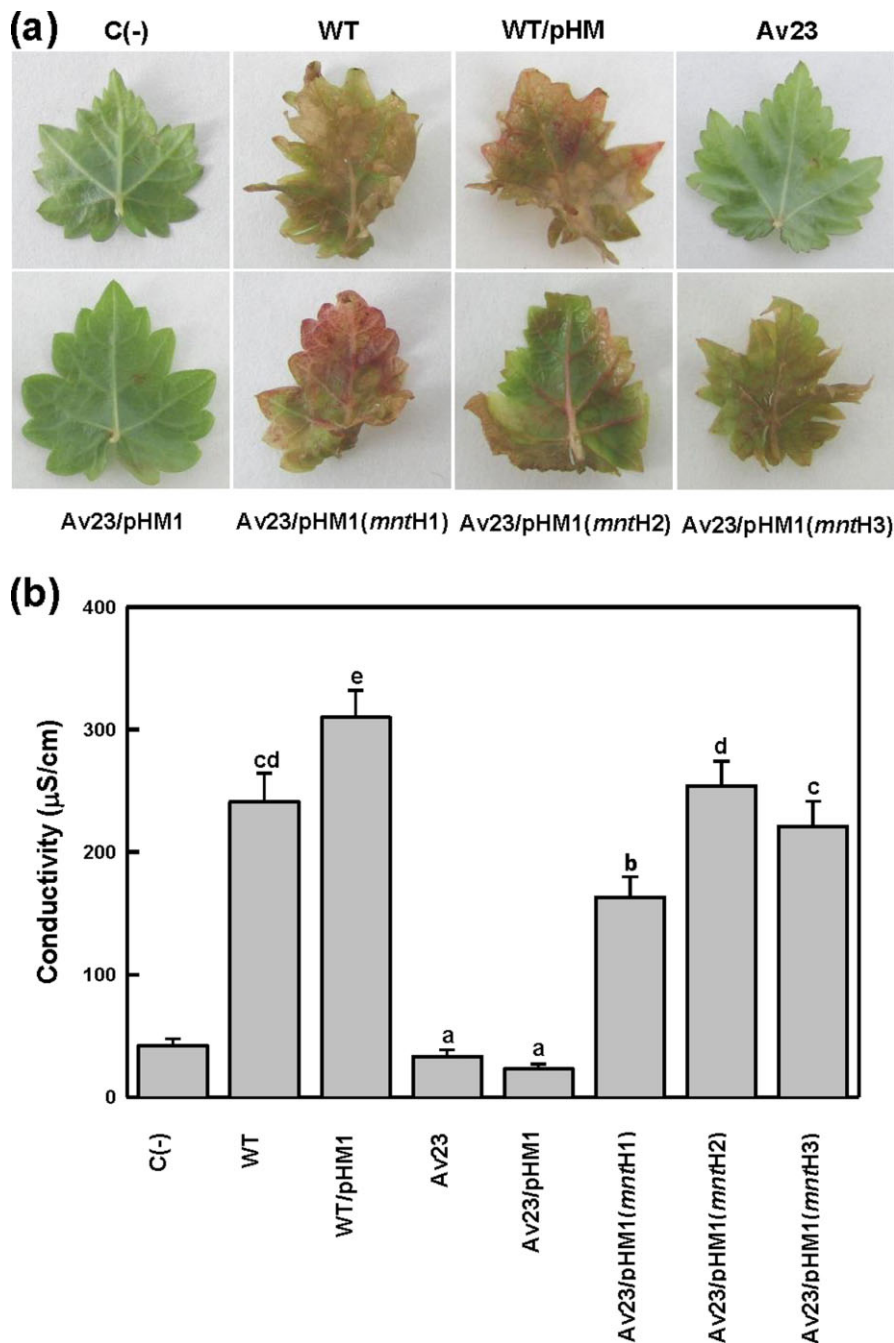 (a)
C(-) WT WT/pHM Av23
Av23/pHM1 Av23/pHM1(mntH1) Av23/pHM1(mntH2) Av23/pHM1(mntH3)
(b)
Conductivity (µS/cm)
400
300
200
100
0
cd
e
a
a
b
d
c
C(-)
WT
WT/pHM1
Av23
Av23/pHM1
Av23/pHM1(mntH1)
Av23/pHM1(mntH2)
Av23/pHM1(mntH3)